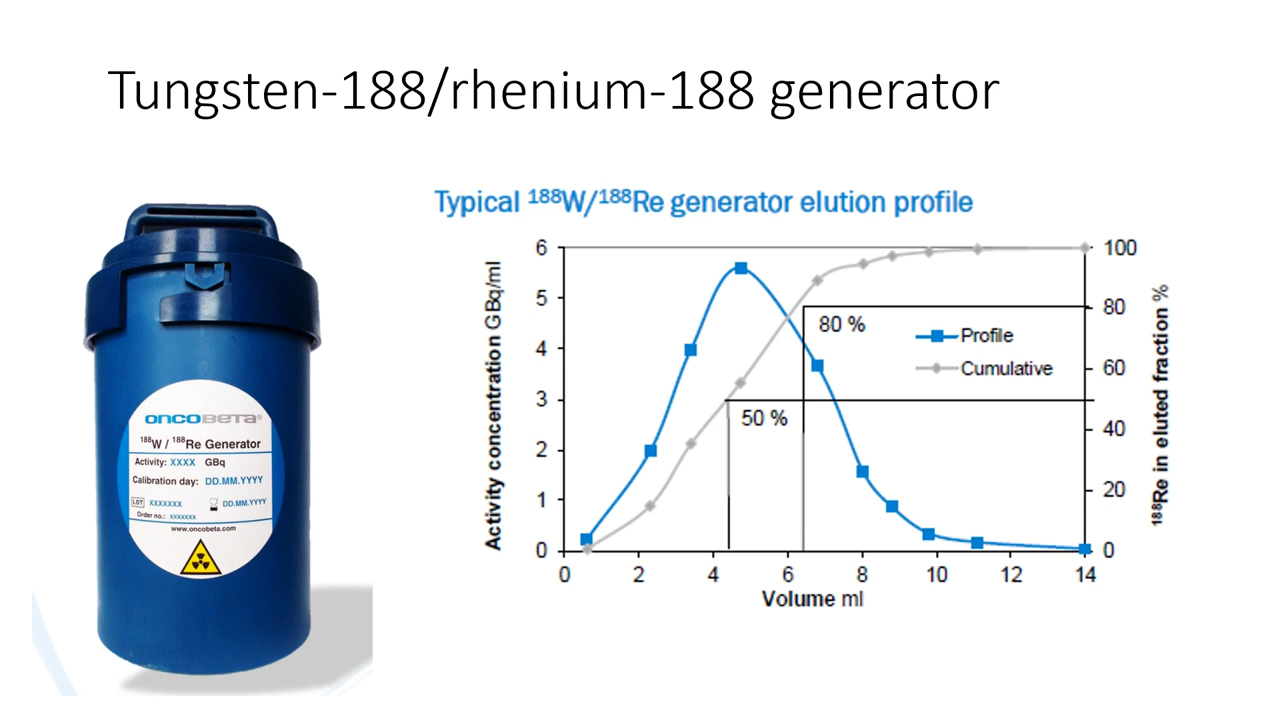 Tungsten-188/rhenium-188 generator
Typical ¹⁸⁸W/¹⁸⁸Re generator elution profile
ONCOBETA®
¹⁸⁸W / ¹⁸⁸Re Generator
Activity: XXXX GBq
Calibration day: DD.MM.YYYY
LOT XXXXXXX DD.MM.YYYY
Order no.: XXXXXXX
www.oncobeta.com
Activity concentration GBq/ml
6
5
4
3
2
1
0
100
80
60
40
20
0
¹⁸⁸Re in eluted fraction %
80 %
50 %
Profile
Cumulative
0 2 4 6 8 10 12 14
Volume ml